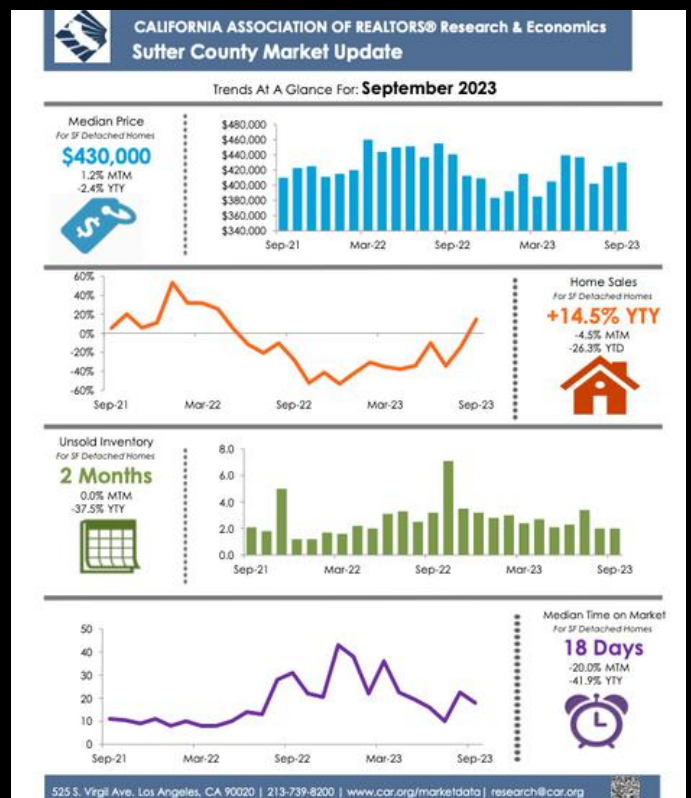 CALIFORNIA ASSOCIATION OF REALTORS® Research & Economics
Sutter County Market Update
Trends At A Glance For: September 2023
Median Price
For SF Detached Homes
$430,000
1.2% MTM
-2.4% YTY
$
$480,000
$460,000
$440,000
$420,000
$400,000
$380,000
$360,000
$340,000
Sep-21 Mar-22 Sep-22 Mar-23 Sep-23
60%
40%
20%
0%
-20%
-40%
-60%
Sep-21 Mar-22 Sep-22 Mar-23 Sep-23
Home Sales
For SF Detached Homes
+14.5% YTY
-4.5% MTM
-26.3% YTD
Unsold Inventory
For SF Detached Homes
2 Months
0.0% MTM
-37.5% YTY
8.0
6.0
4.0
2.0
0.0
Sep-21 Mar-22 Sep-22 Mar-23 Sep-23
50
40
30
20
10
0
Sep-21 Mar-22 Sep-22 Mar-23 Sep-23
Median Time on Market
For SF Detached Homes
18 Days
-20.0% MTM
-41.9% YTY
525 S. Virgil Ave. Los Angeles, CA 90020 | 213-739-8200 | www.car.org/marketdata | research@car.org